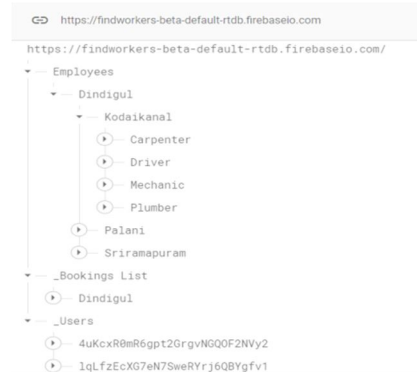 https://findworkers-beta-default-rtdb.firebaseio.com
https://findworkers-beta-default-rtdb.firebaseio.com/
Employees
Dindigul
Kodaikanal
Carpenter
Driver
Mechanic
Plumber
Palani
Sriramapuram
_Bookings List
Dindigul
_Users
4uKcxR0mR6gpt2GrgvNGQOF2NVy2
1qLfzEcXG7eN7SweRYrj6QBYgfv1